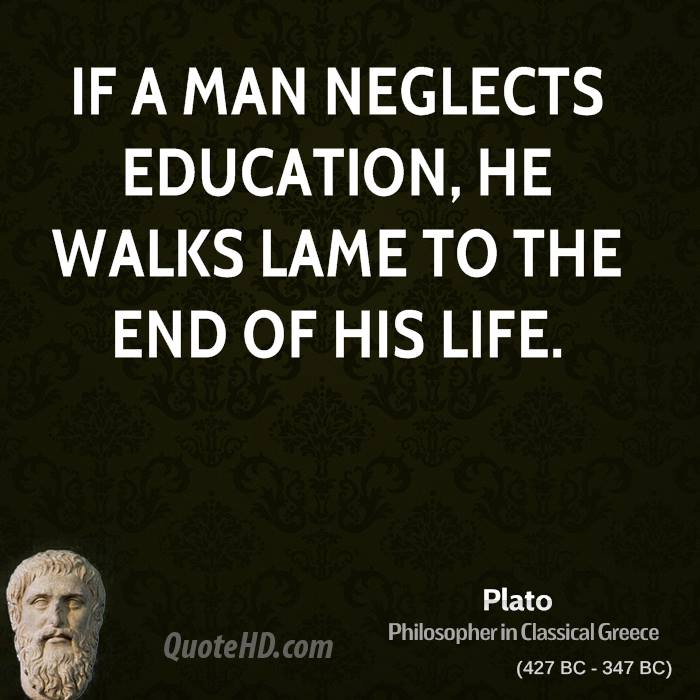 IF A MAN NEGLECTS
EDUCATION, HE
WALKS LAME TO THE
END OF HIS LIFE.
Plato
Philosopher in Classical Greece
(427 BC - 347 BC)
QuoteHD.com